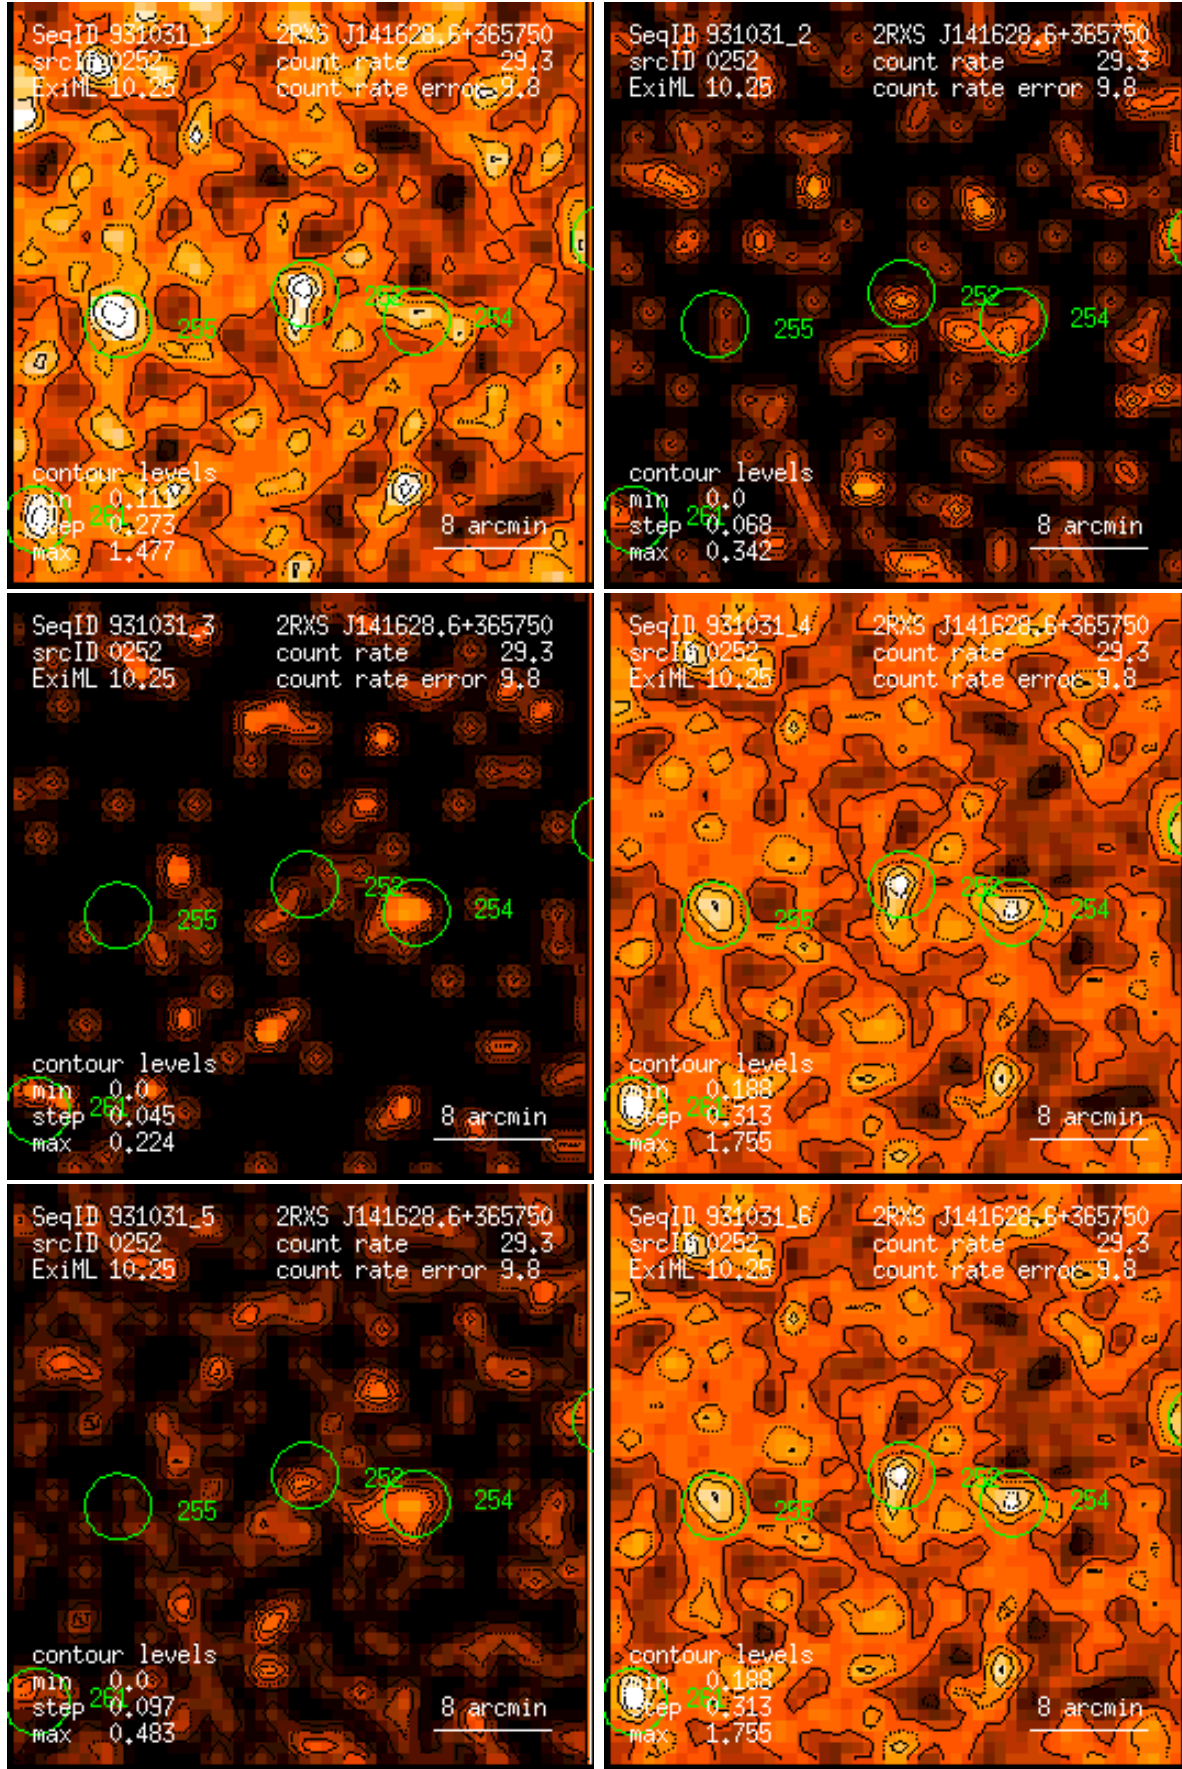 SeqID 931031_1 2RXS J141628.6+365750
srcID 0252 count rate 29.3
ExiML 10.25 count rate error 9.8
252
255 254
contour levels
min 0.111
261
step 0.273 8 arcmin
max 1.477
SeqID 931031_2 2RXS J141628.6+365750
srcID 0252 count rate 29.3
ExiML 10.25 count rate error 9.8
252
255 254
contour levels
min 0.0
261
step 0.068 8 arcmin
max 0.342
SeqID 931031_3 2RXS J141628.6+365750
srcID 0252 count rate 29.3
ExiML 10.25 count rate error 9.8
252
255 254
contour levels
min 0.0
261
step 0.045 8 arcmin
max 0.224
SeqID 931031_4 2RXS J141628.6+365750
srcID 0252 count rate 29.3
ExiML 10.25 count rate error 9.8
252
255 254
contour levels
min 0.188
261
step 0.313 8 arcmin
max 1.755
SeqID 931031_5 2RXS J141628.6+365750
srcID 0252 count rate 29.3
ExiML 10.25 count rate error 9.8
252
255 254
contour levels
min 0.0
261
step 0.097 8 arcmin
max 0.483
SeqID 931031_6 2RXS J141628.6+365750
srcID 0252 count rate 29.3
ExiML 10.25 count rate error 9.8
252
255 254
contour levels
min 0.188
261
step 0.313 8 arcmin
max 1.755